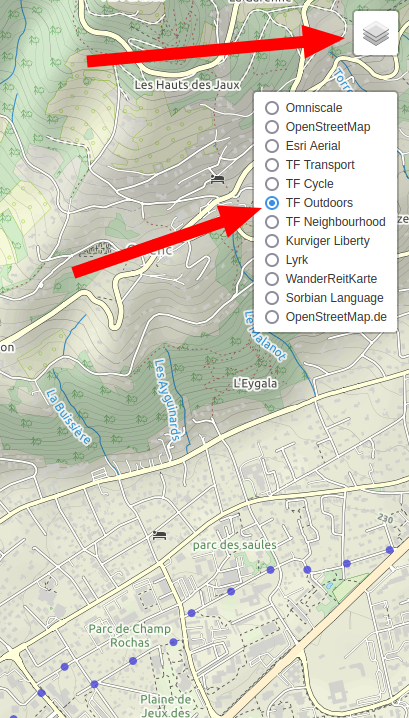 Les Hauts des Jaux
Omniscale
OpenStreetMap
Esri Aerial
TF Transport
TF Cycle
TF Outdoors
TF Neighbourhood
Kurviger Liberty
Lyrk
WanderReitKarte
Sorbian Language
OpenStreetMap.de
on
Le Malanot
L'Eygala
La Buissière
Les Ayguinards
230
parc des saules
Parc de Champ
Rochas
Plaine de
Jeux des